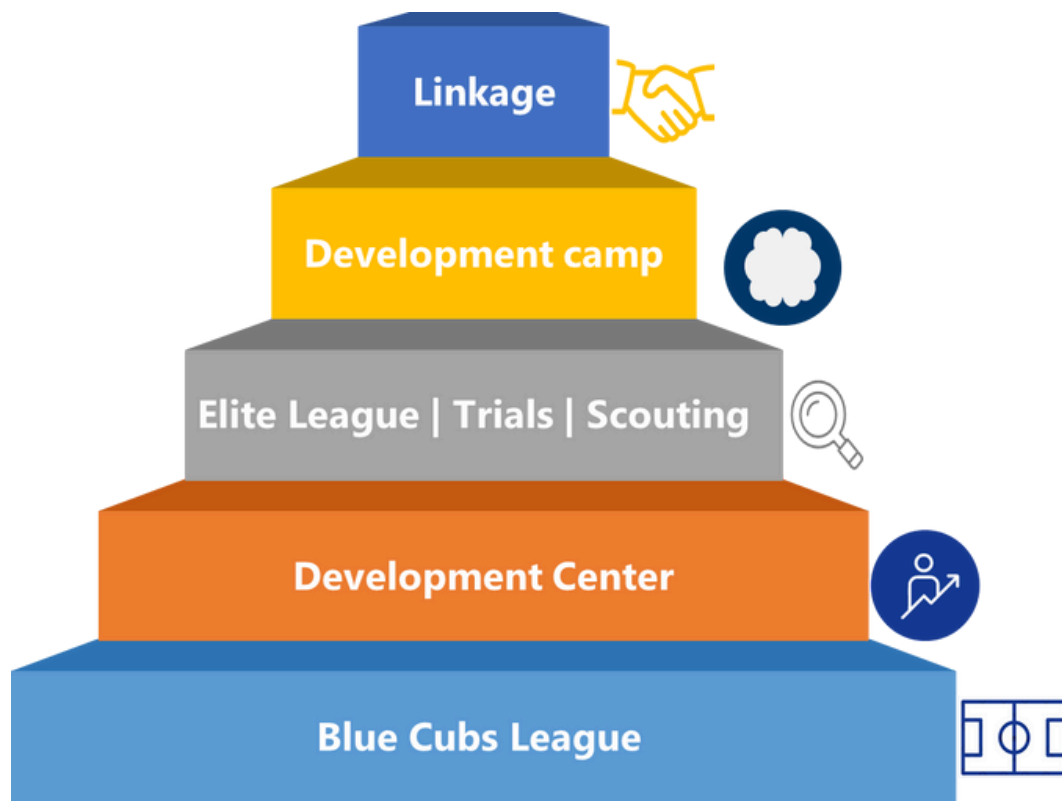 Linkage
Development camp
Elite League | Trials | Scouting
Development Center
Blue Cubs League